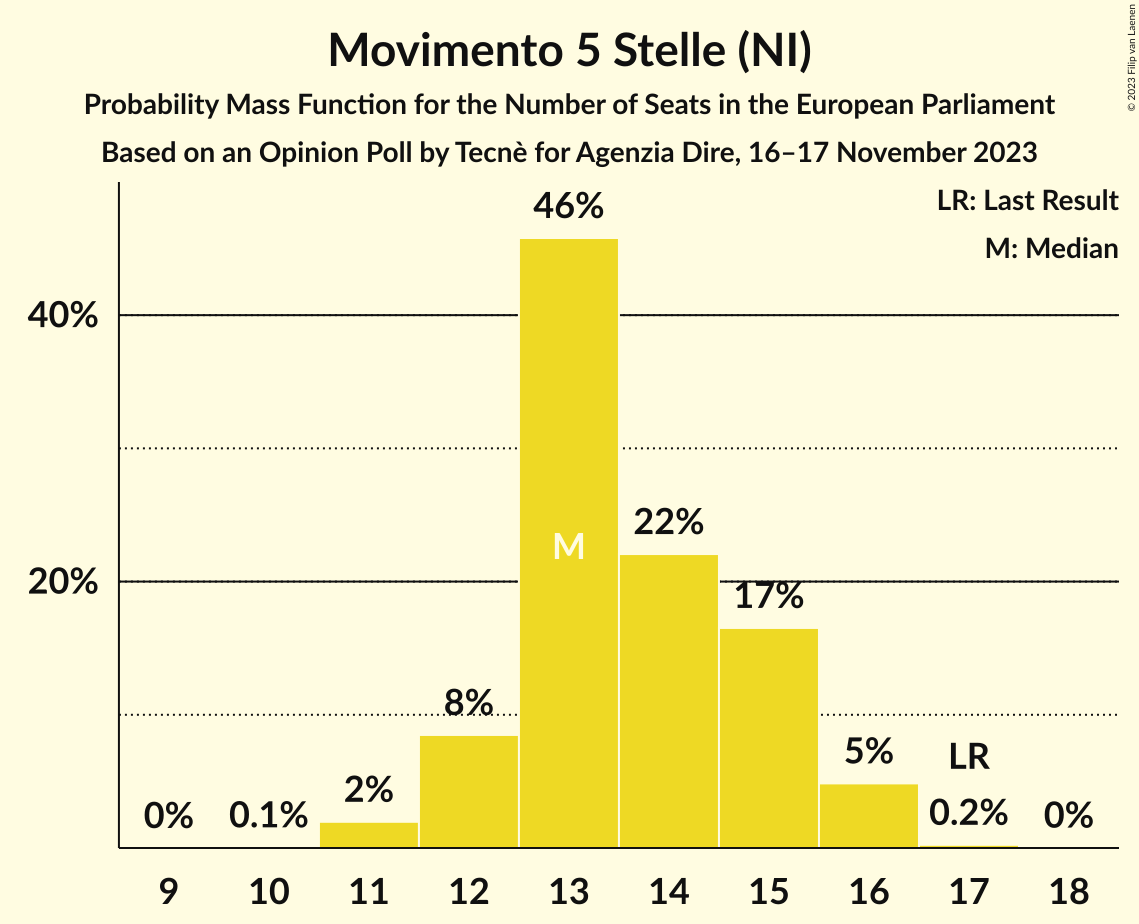 Movimento 5 Stelle (NI)
Probability Mass Function for the Number of Seats in the European Parliament
Based on an Opinion Poll by Tecnè for Agenzia Dire, 16–17 November 2023
© 2023 Filip van Laenen
LR: Last Result
M: Median
46%
40%
M
22%
20%
17%
8%
5%
LR
2%
0%
0.1%
0.2%
0%
9 10 11 12 13 14 15 16 17 18